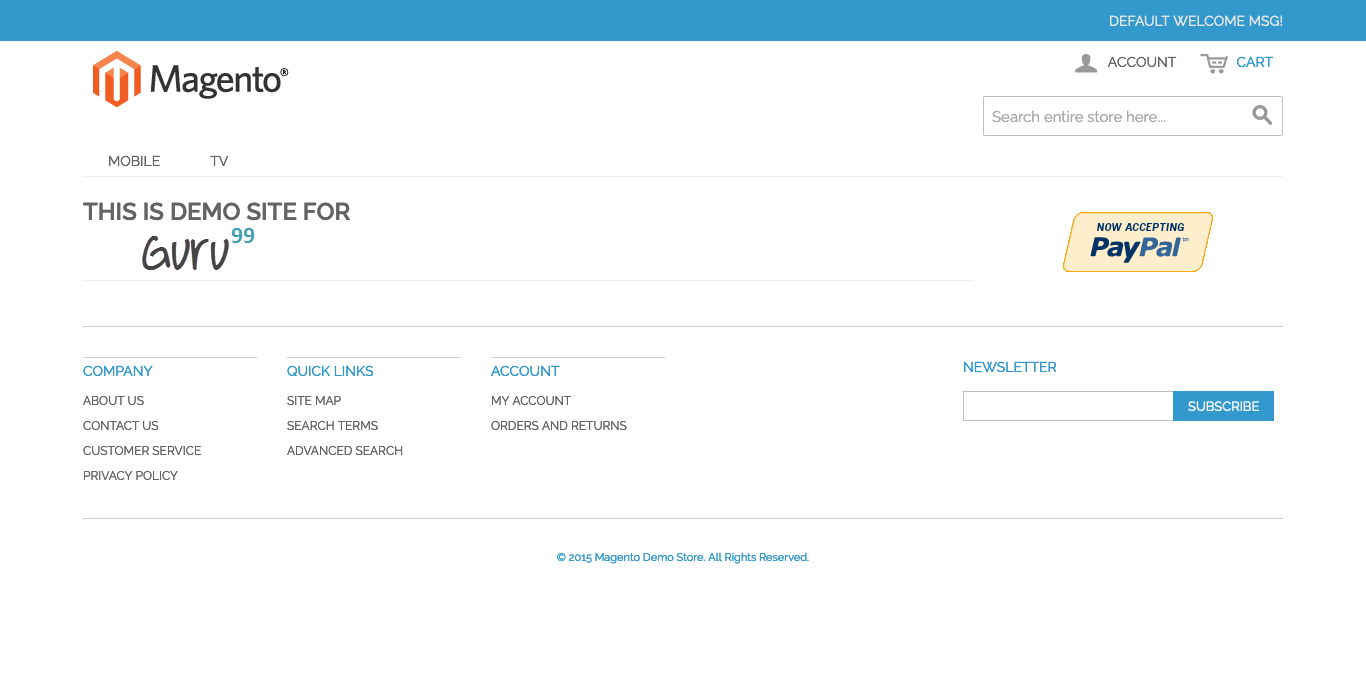 DEFAULT WELCOME MSG!
Magento®
ACCOUNT
CART
Search entire store here...
MOBILE
TV
THIS IS DEMO SITE FOR
Guru99
NOW ACCEPTING
PayPal™
COMPANY
ABOUT US
CONTACT US
CUSTOMER SERVICE
PRIVACY POLICY
QUICK LINKS
SITE MAP
SEARCH TERMS
ADVANCED SEARCH
ACCOUNT
MY ACCOUNT
ORDERS AND RETURNS
NEWSLETTER
SUBSCRIBE
© 2015 Magento Demo Store. All Rights Reserved.